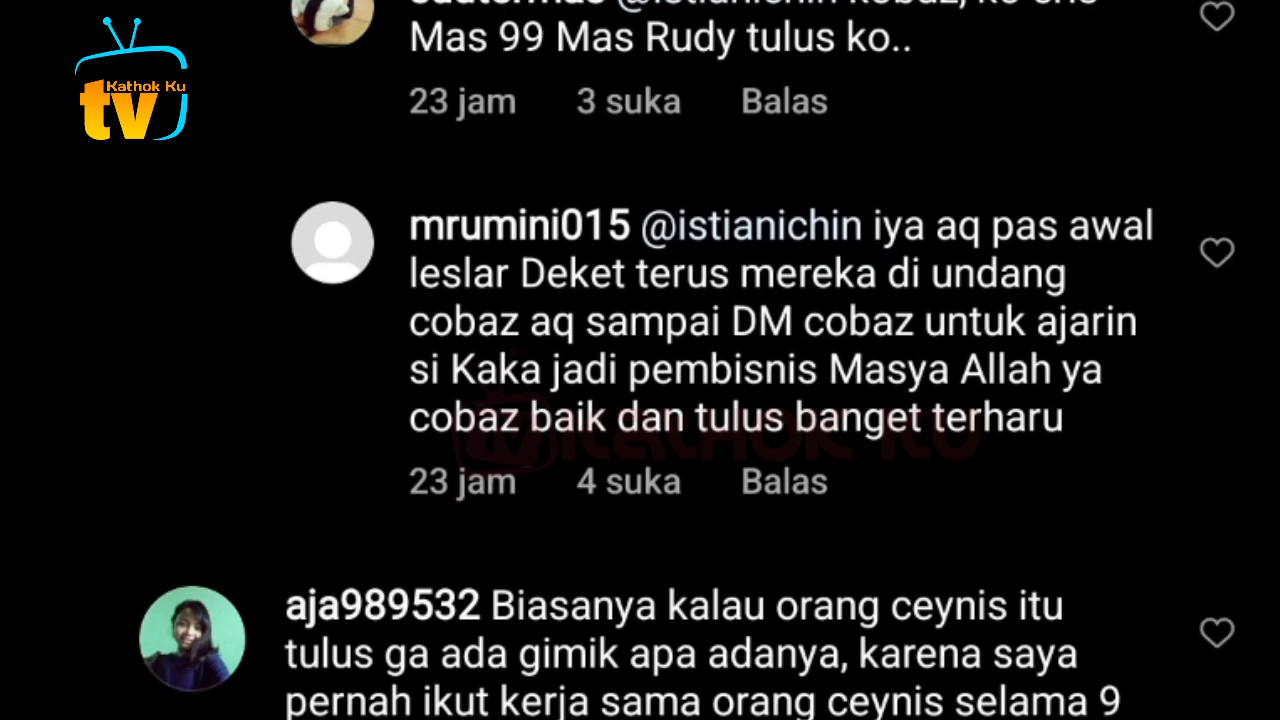 Kathok Ku
tv
Mas 99 Mas Rudy tulus ko..
23 jam 3 suka Balas
mrumini015 @istianichin iya aq pas awal
leslar Deket terus mereka di undang
cobaz aq sampai DM cobaz untuk ajarin
si Kaka jadi pembisnis Masya Allah ya
cobaz baik dan tulus banget terharu
tv KATHOK KU
23 jam 4 suka Balas
aja989532 Biasanya kalau orang ceynis itu
tulus ga ada gimik apa adanya, karena saya
pernah ikut kerja sama orang ceynis selama 9